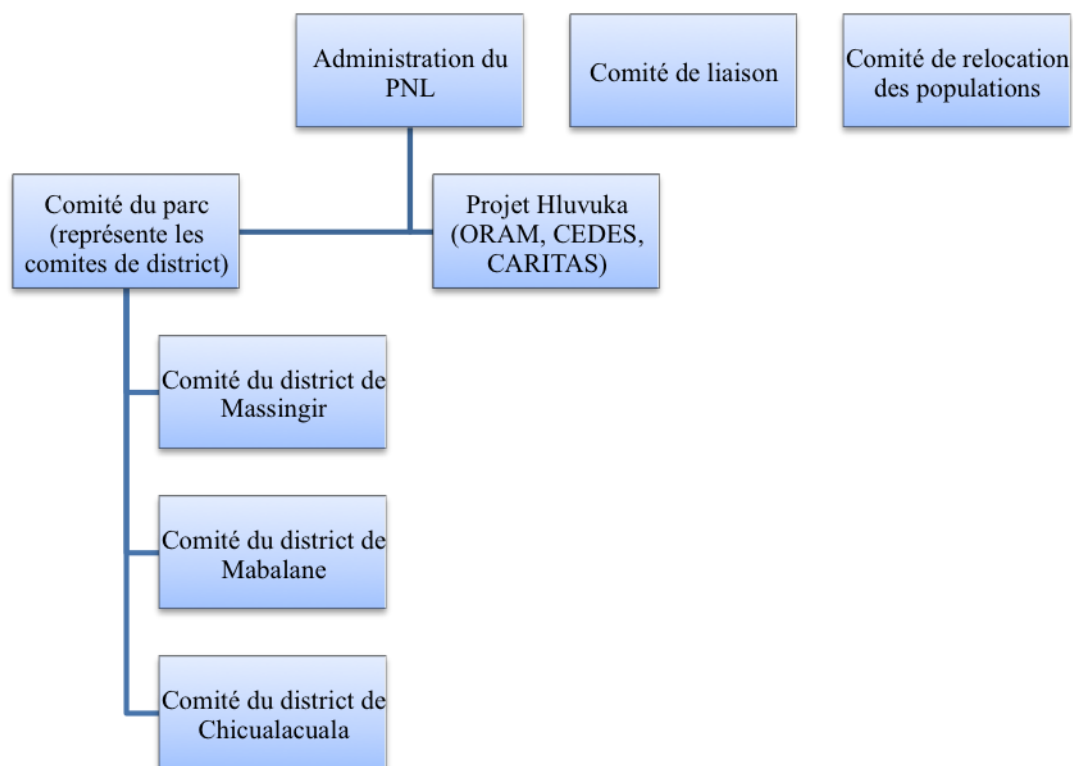 Administration du
PNL
Comité de liaison
Comité de relocation
des populations
Comité du parc
(représente les
comites de district)
Projet Hluvuka
(ORAM, CEDES,
CARITAS)
Comité du district de
Massingir
Comité du district de
Mabalane
Comité du district de
Chicualacuala